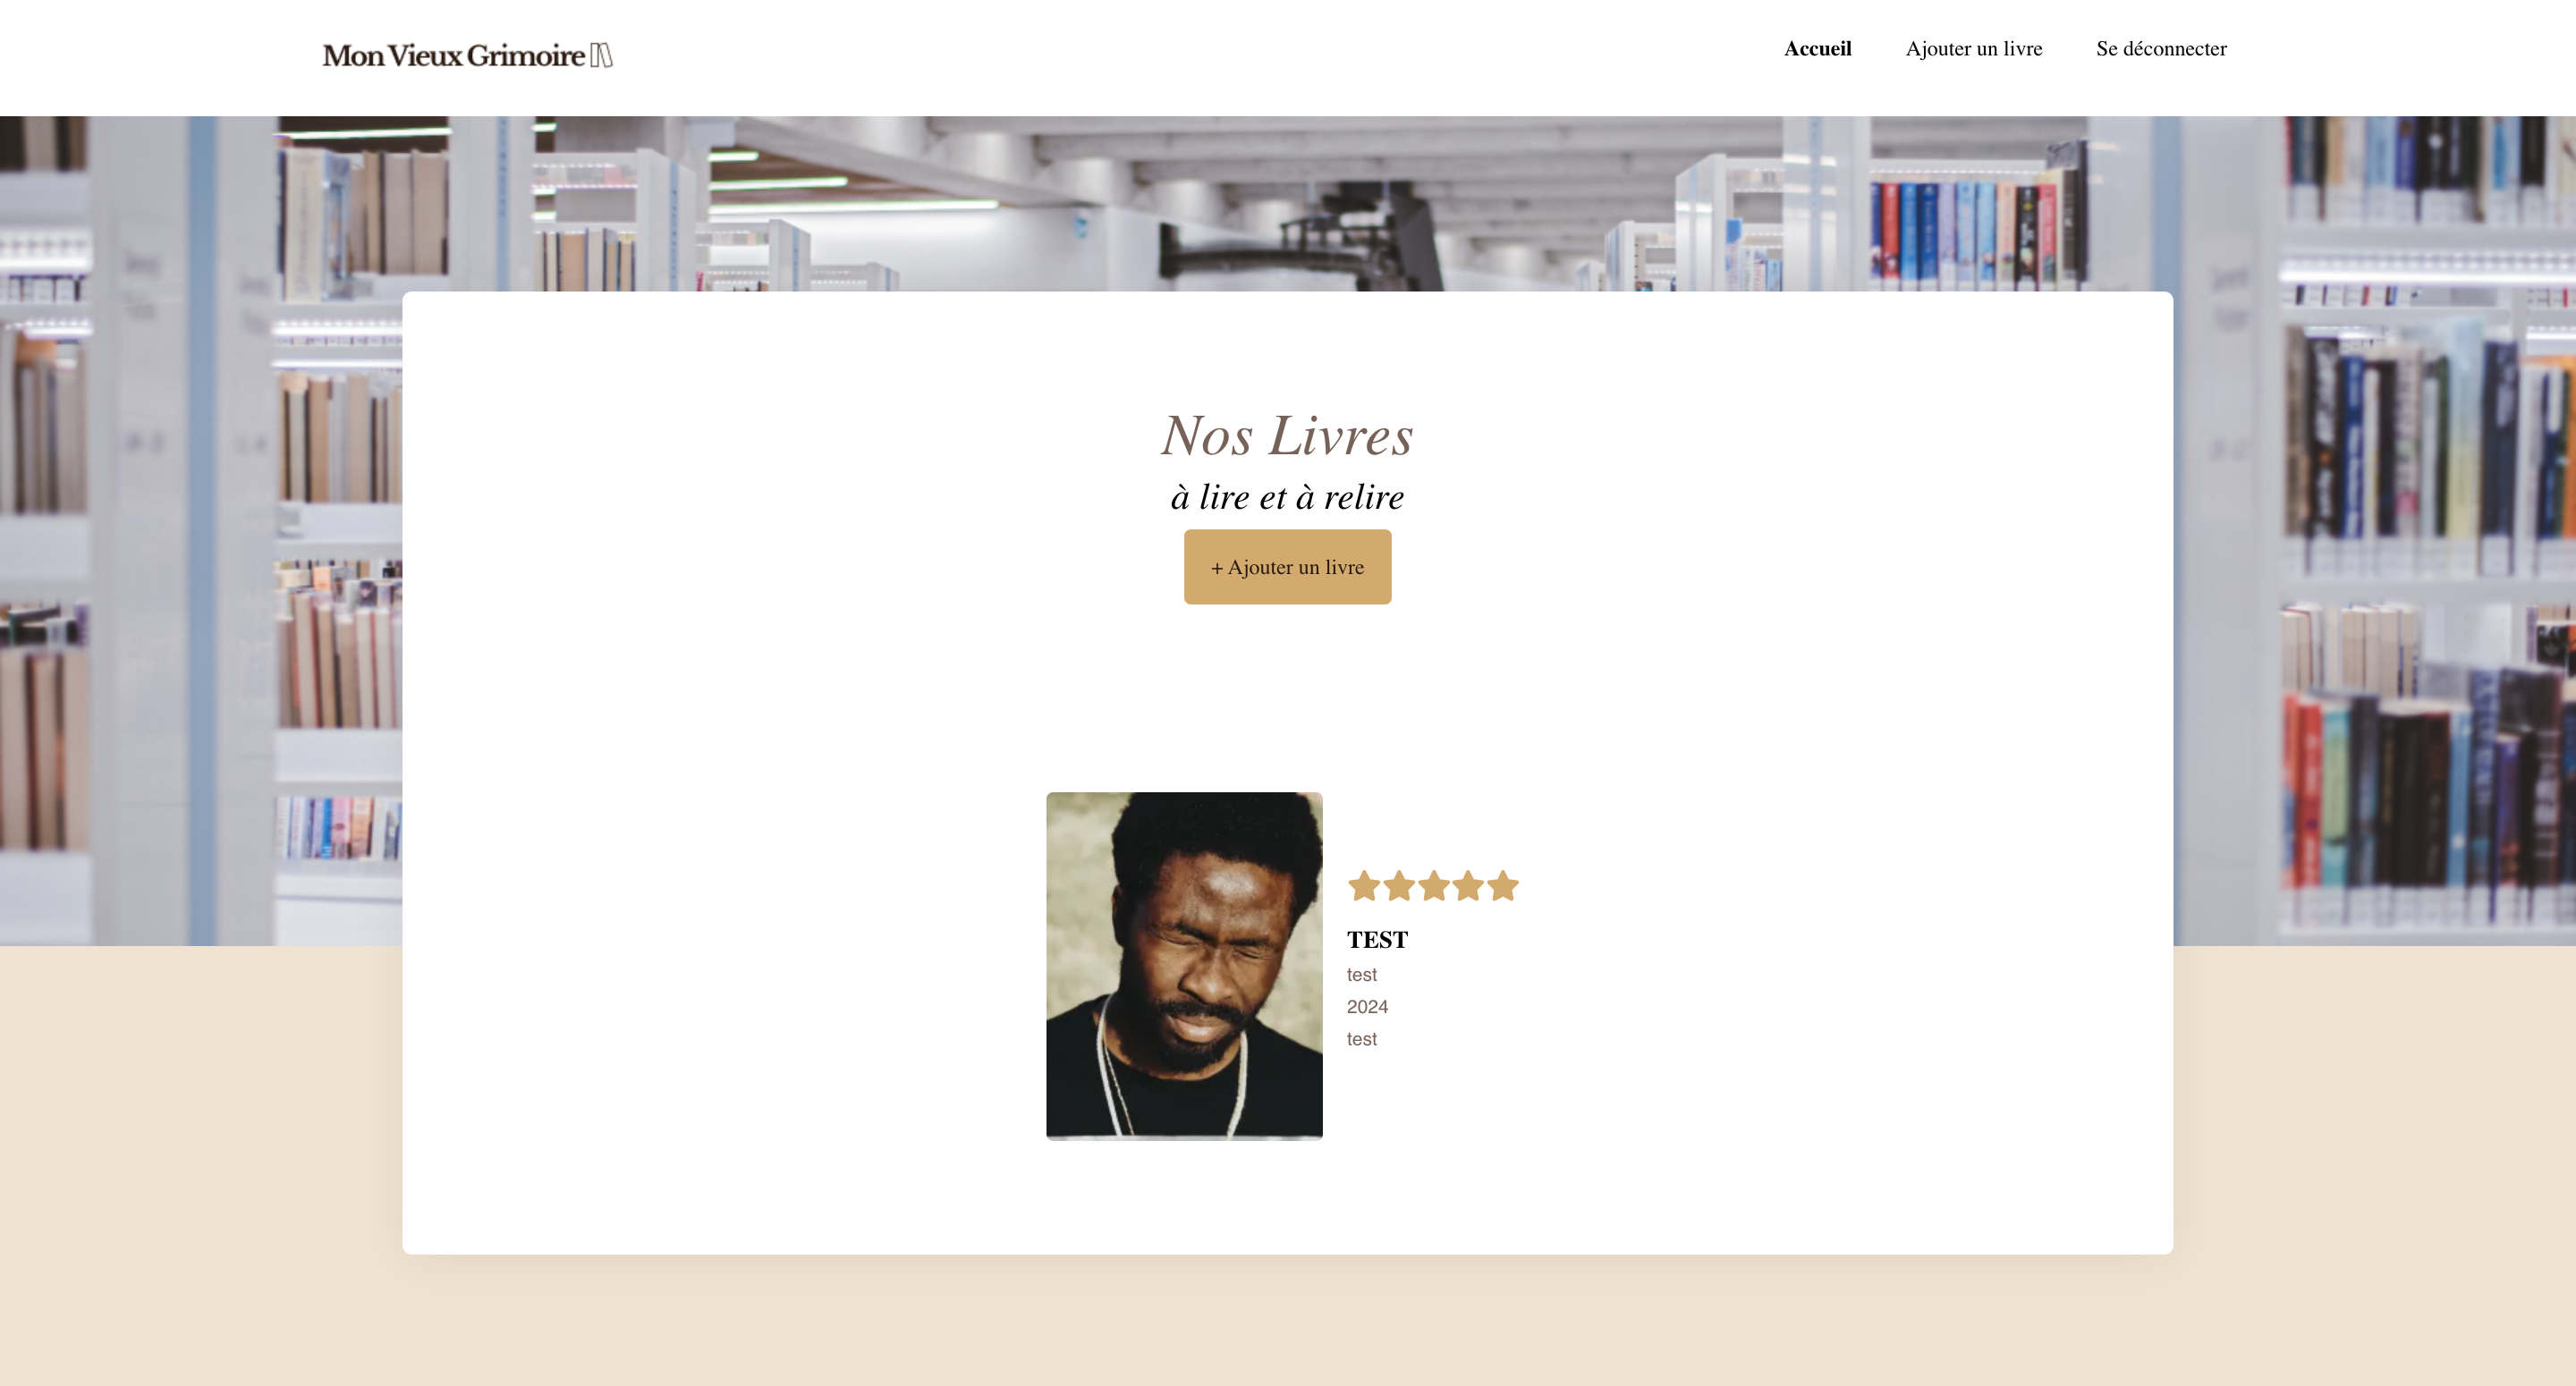 Mon Vieux Grimoire
Accueil
Ajouter un livre
Se déconnecter
Nos Livres
à lire et à relire
+ Ajouter un livre
TEST
test
2024
test